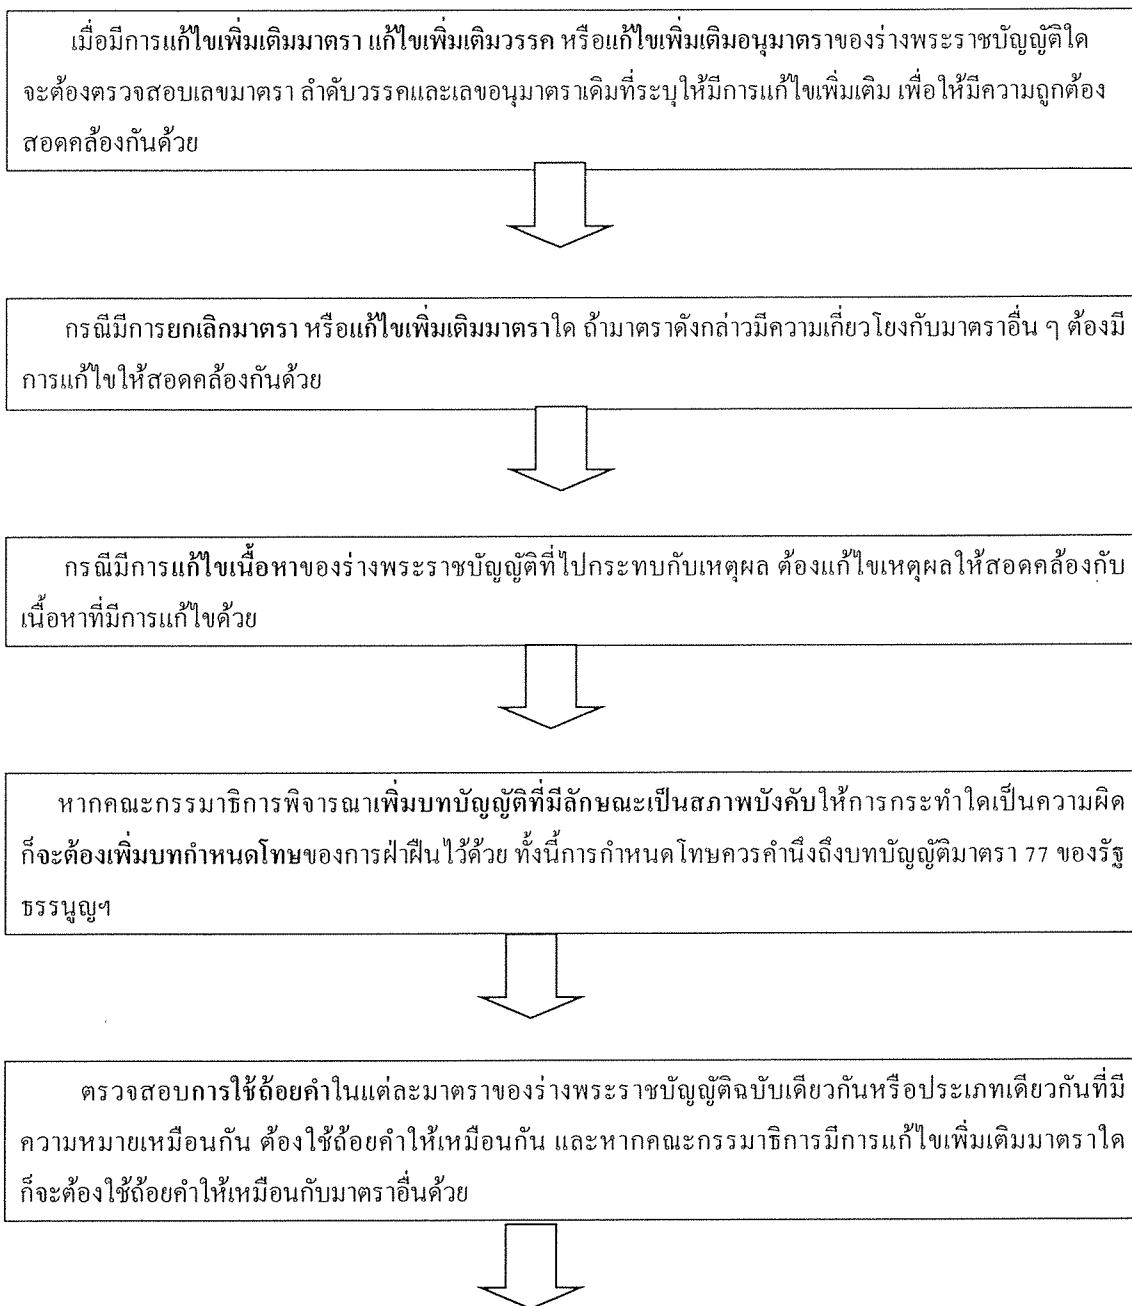 เมื่อมีการแก้ไขเพิ่มเติมมาตรา แก้ไขเพิ่มเติมวรรค หรือแก้ไขเพิ่มเติมอนุมาตราของร่างพระราชบัญญัติใด
จะต้องตรวจสอบเลขมาตรา ลำดับวรรคและเลขอนุมาตราเดิมที่ระบุให้มีการแก้ไขเพิ่มเติม เพื่อให้มีความถูกต้อง
สอดคล้องกันด้วย
กรณีมีการยกเลิกมาตรา หรือแก้ไขเพิ่มเติมมาตราใด ถ้ามาตราดังกล่าวมีความเกี่ยวโยงกับมาตราอื่น ๆ ต้องมี
การแก้ไขให้สอดคล้องกันด้วย
กรณีมีการแก้ไขเนื้อหาของร่างพระราชบัญญัติที่ไปกระทบกับเหตุผล ต้องแก้ไขเหตุผลให้สอดคล้องกับ
เนื้อหาที่มีการแก้ไขด้วย
หากคณะกรรมาธิการพิจารณาเพิ่มบทบัญญัติที่มีลักษณะเป็นสภาพบังคับให้การกระทำใดเป็นความผิด
ก็จะต้องเพิ่มบทกำหนดโทษของการฝ่าฝืนไว้ด้วย ทั้งนี้การกำหนดโทษควรคำนึงถึงบทบัญญัติมาตรา 77 ของรัฐ
ธรรนูญฯ
ตรวจสอบการใช้ถ้อยคำในแต่ละมาตราของร่างพระราชบัญญัติฉบับเดียวกันหรือประเภทเดียวกันที่มี
ความหมายเหมือนกัน ต้องใช้ถ้อยคำให้เหมือนกัน และหากคณะกรรมาธิการมีการแก้ไขเพิ่มเติมมาตราใด
ก็จะต้องใช้ถ้อยคำให้เหมือนกับมาตราอื่นด้วย